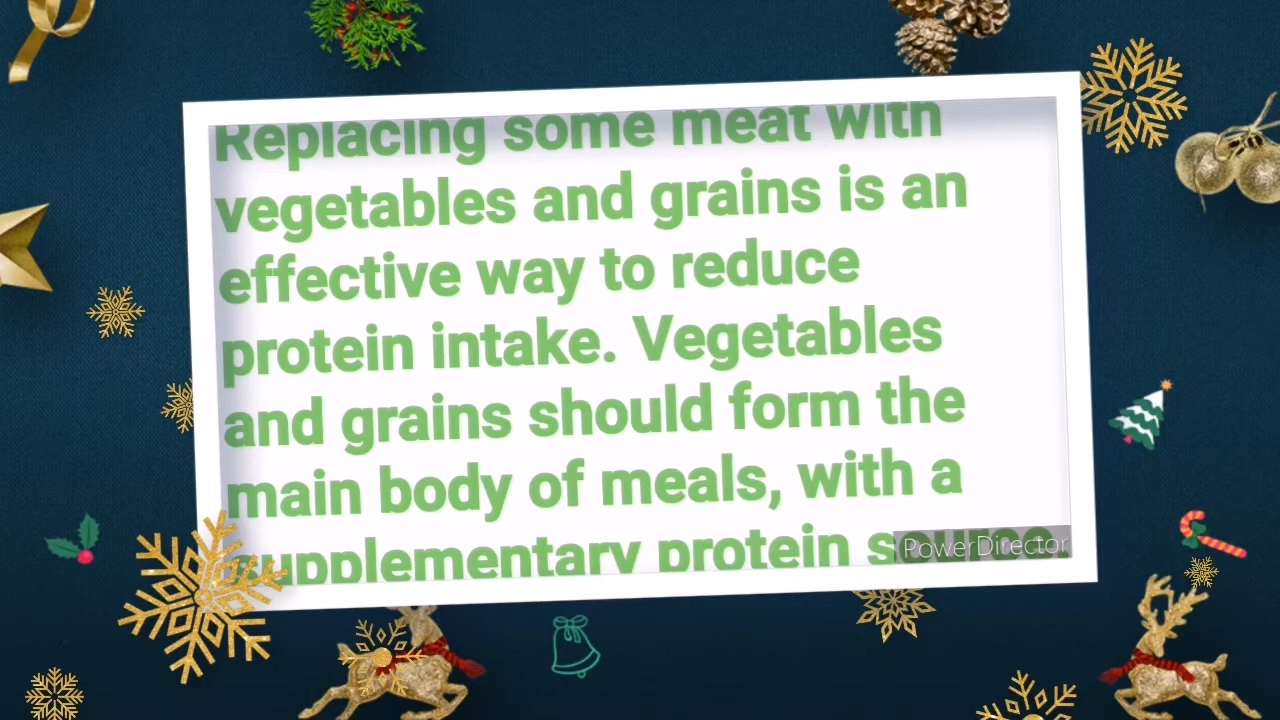 Replacing some meat with
vegetables and grains is an
effective way to reduce
protein intake. Vegetables
and grains should form the
main body of meals, with a
supplementary protein source.
PowerDirector